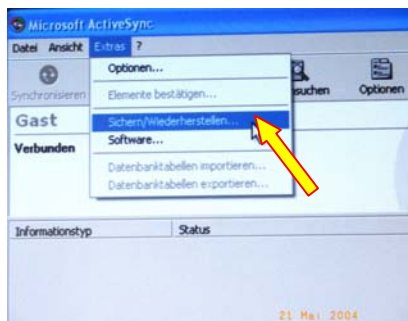 Microsoft ActiveSync
Datei Ansicht Extras ?
Optionen...
Synchronisieren
Elemente bestätigen...
suchen
Optionen
Gast
Sichern/Wiederherstellen...
Verbunden
Software...
Datenbanktabellen importieren...
Datenbanktabellen exportieren...
Informationstyp
Status
21 Mai 2004